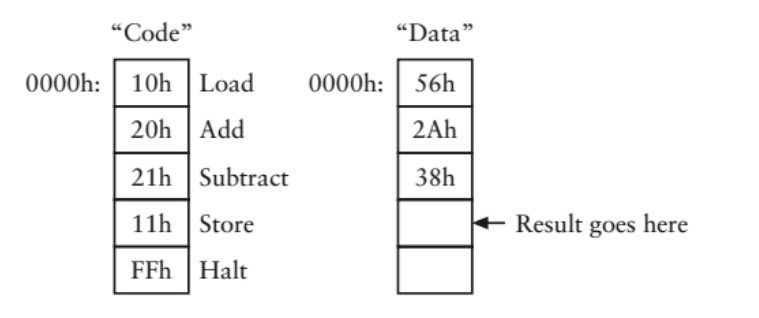 “Code” “Data”
0000h: 10h Load 0000h: 56h
20h Add 2Ah
21h Subtract 38h
11h Store Result goes here
FFh Halt